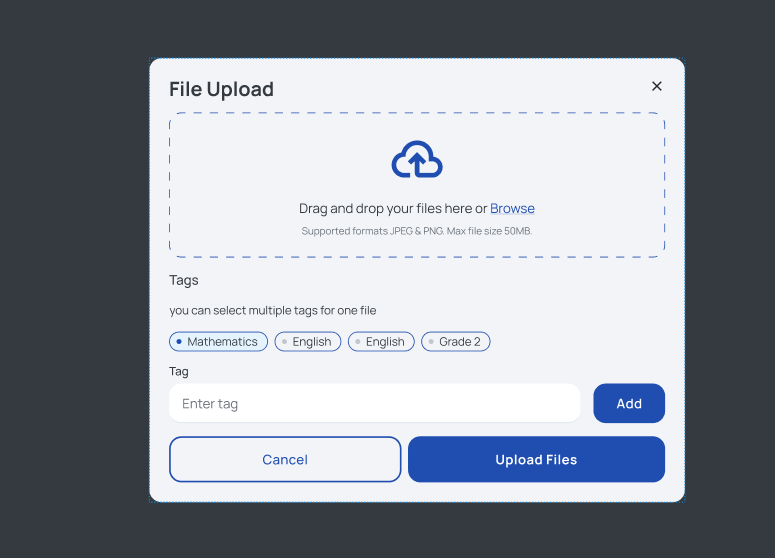 File Upload
Drag and drop your files here or Browse
Supported formats JPEG & PNG. Max file size 50MB.
Tags
you can select multiple tags for one file
Mathematics English English Grade 2
Tag
Enter tag Add
Cancel Upload Files